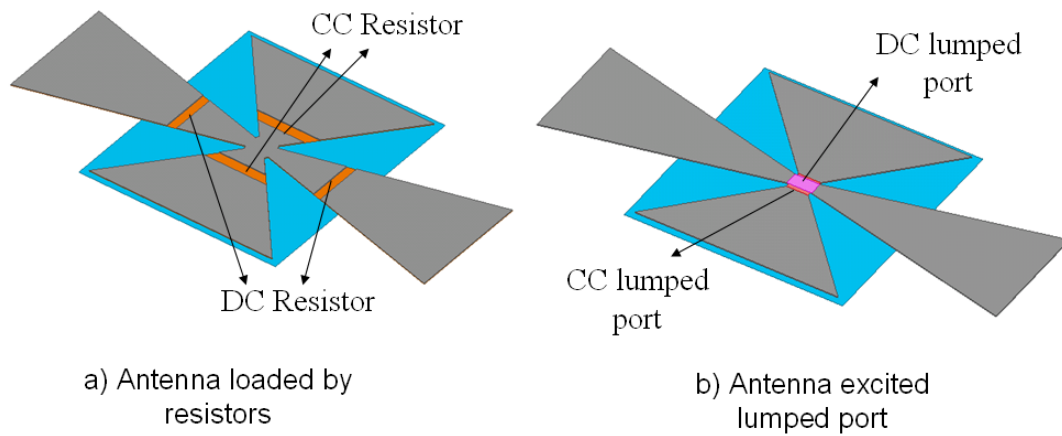 CC Resistor
DC Resistor
a) Antenna loaded by
resistors
DC lumped
port
CC lumped
port
b) Antenna excited
lumped port